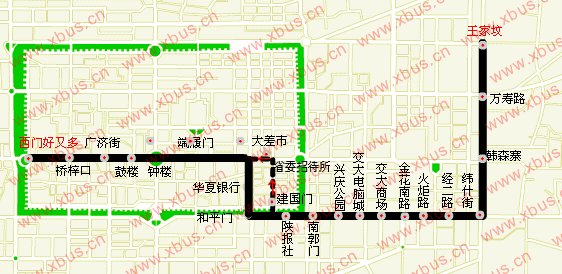 www.xbus.cn
王家坟
万寿路
韩森寨
西门好又多
广济街
端履门
大差市
桥梓口
鼓楼
钟楼
省委招待所
华夏银行
建国门
和平门
陕报社
南郭门
兴庆公园
交大电脑城
交大商场
金花南路
火炬路
经二路
纬什街